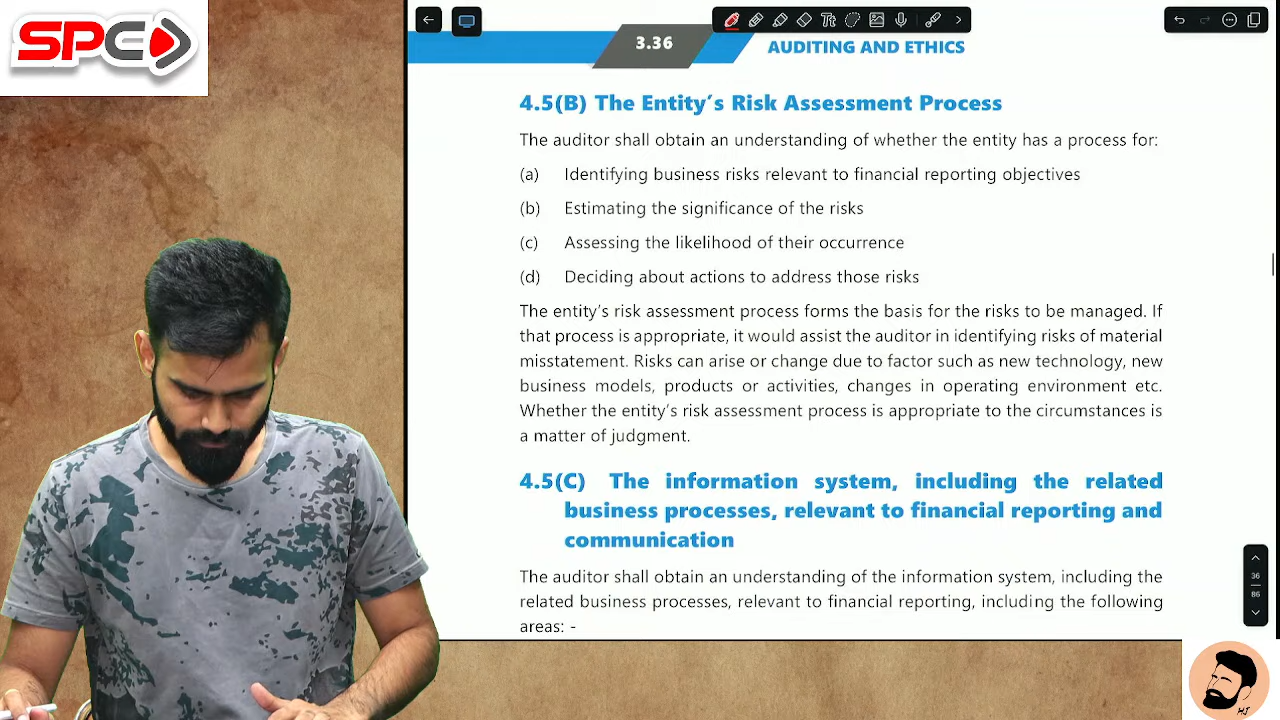 SPC
3.36
AUDITING AND ETHICS
4.5(B) The Entity's Risk Assessment Process
The auditor shall obtain an understanding of whether the entity has a process for:
(a) Identifying business risks relevant to financial reporting objectives
(b) Estimating the significance of the risks
(c) Assessing the likelihood of their occurrence
(d) Deciding about actions to address those risks
The entity's risk assessment process forms the basis for the risks to be managed. If
that process is appropriate, it would assist the auditor in identifying risks of material
misstatement. Risks can arise or change due to factor such as new technology, new
business models, products or activities, changes in operating environment etc.
Whether the entity's risk assessment process is appropriate to the circumstances is
a matter of judgment.
4.5(C) The information system, including the related
business processes, relevant to financial reporting and
communication
The auditor shall obtain an understanding of the information system, including the
related business processes, relevant to financial reporting, including the following
areas: -
36
86
HJ